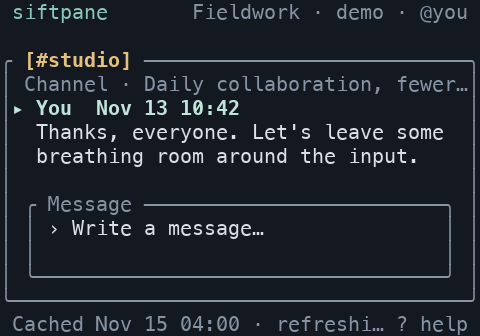 siftpane Fieldwork · demo · @you
[#studio]
Channel · Daily collaboration, fewer…
▸ You Nov 13 10:42
Thanks, everyone. Let's leave some
breathing room around the input.
Message
› Write a message…
Cached Nov 15 04:00 · refreshi… ? help